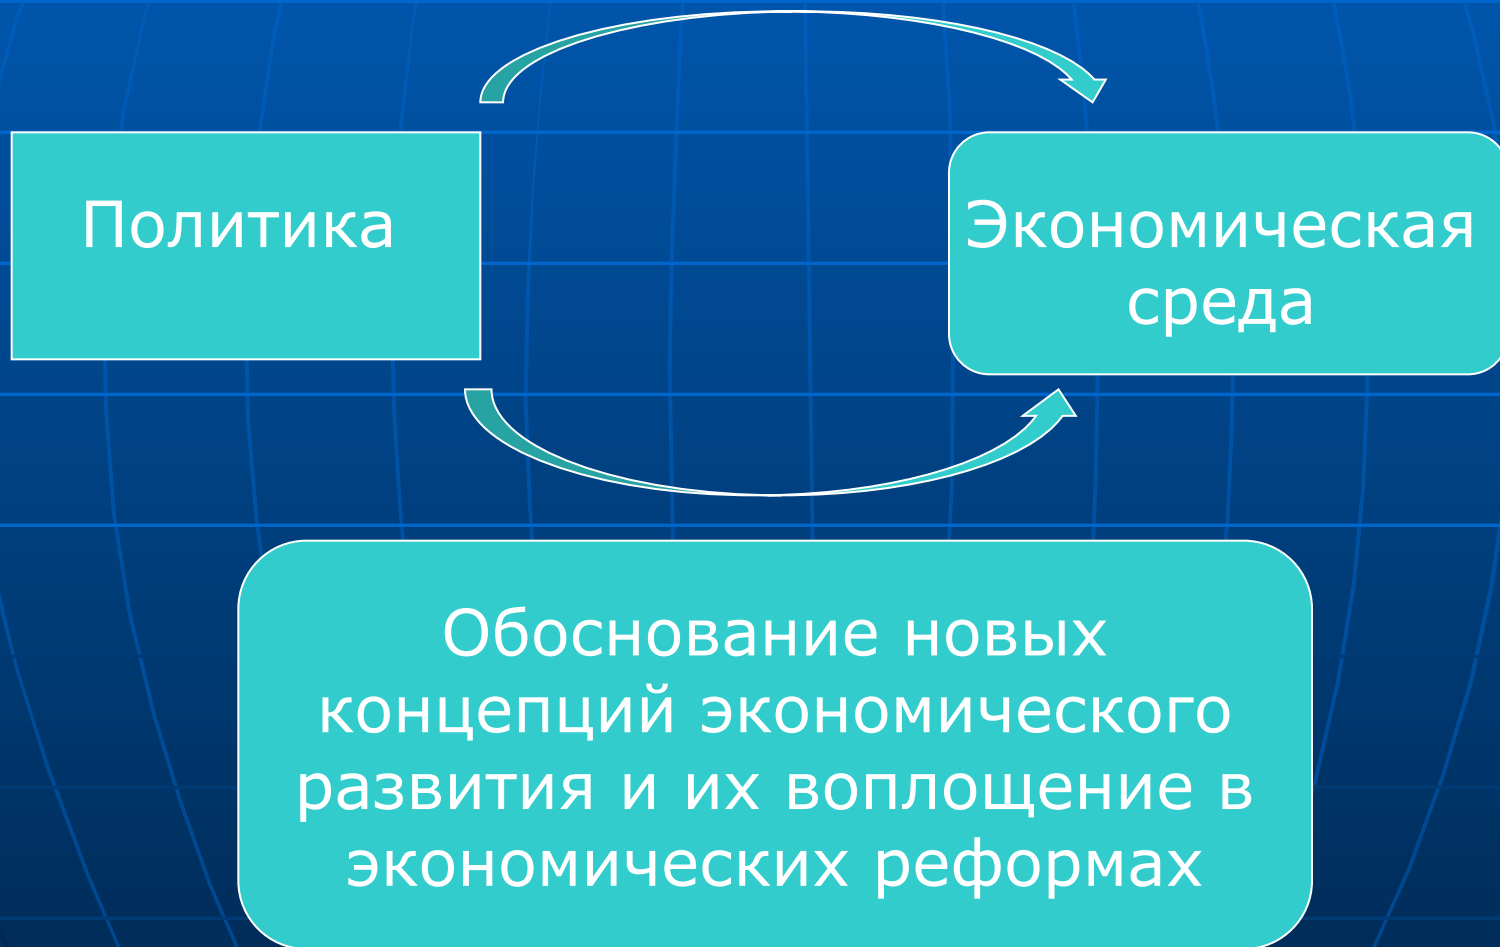 Политика
Экономическая
среда
Обоснование новых
концепций экономического
развития и их воплощение в
экономических реформах